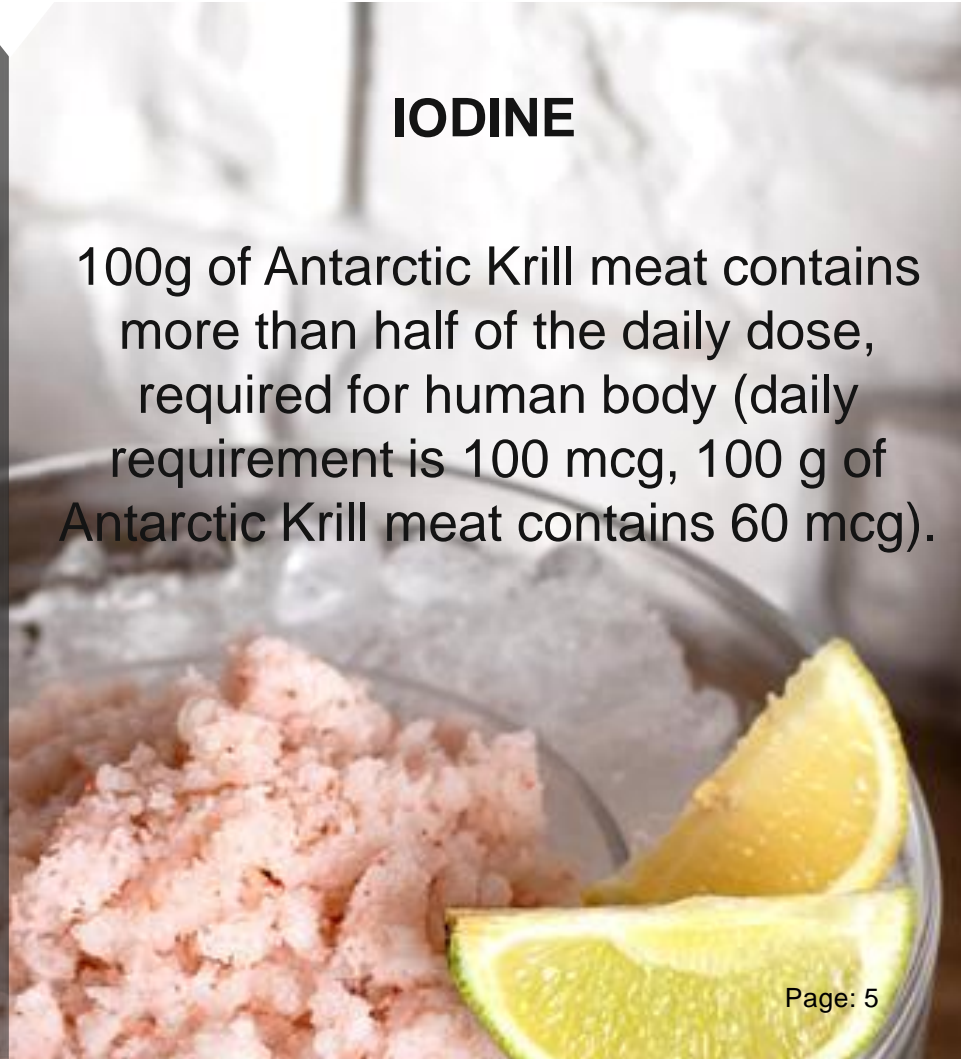 IODINE
100g of Antarctic Krill meat contains
more than half of the daily dose,
required for human body (daily
requirement is 100 mcg, 100 g of
Antarctic Krill meat contains 60 mcg).
Page: 5